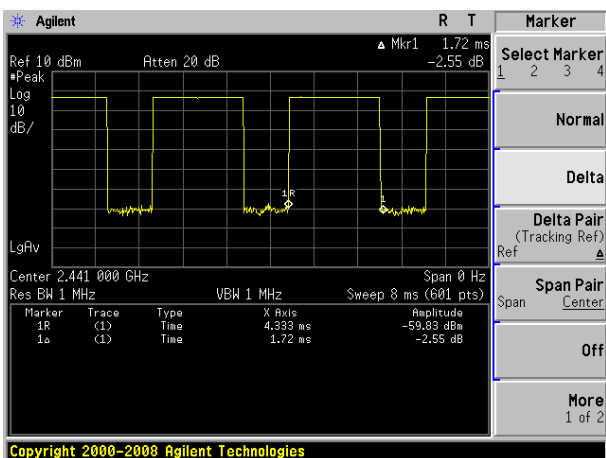 Agilent R T Marker
Δ Mkr1 1.72 ms
Ref 10 dBm Atten 20 dB -2.55 dB
#Peak
Log
10
dB/
1R
1
LgAv
Center 2.441 000 GHz Span 0 Hz
Res BW 1 MHz VBW 1 MHz Sweep 8 ms (601 pts)
Marker Trace Type X Axis Amplitude
1R (1) Time 4.333 ms -59.83 dBm
1Δ (1) Time 1.72 ms -2.55 dB
Copyright 2000-2008 Agilent Technologies
Select Marker
1 2 3 4
Normal
Delta
Delta Pair
(Tracking Ref)
Ref Δ
Span Pair
Span Center
Off
More
1 of 2